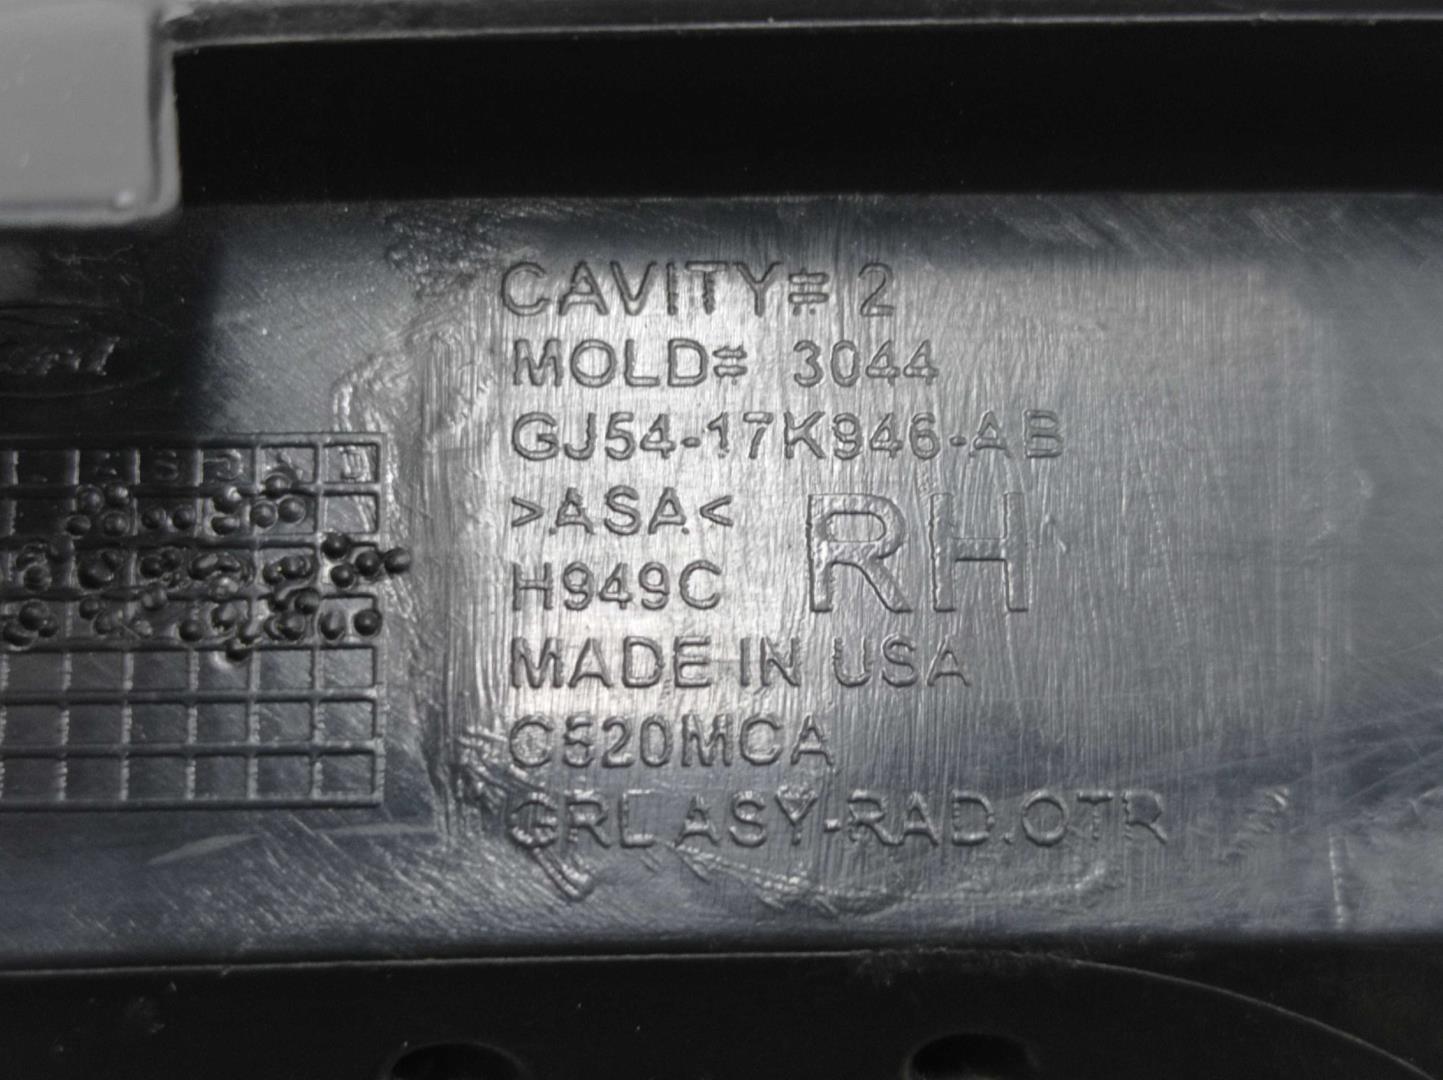 CAVITY# 2
MOLD# 3044
GJ54-17K946-AB
>ASA<
RH
H949C
MADE IN USA
C520MCA
GRL ASY-RAD.OTR